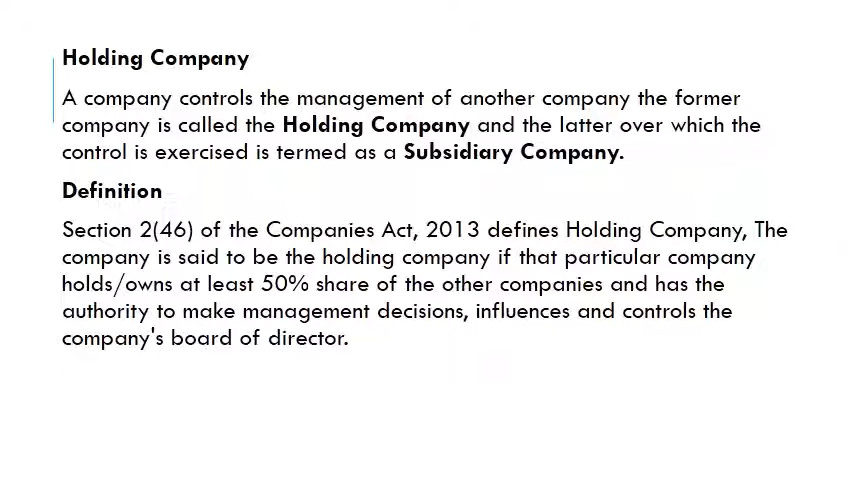 Holding Company
A company controls the management of another company the former
company is called the Holding Company and the latter over which the
control is exercised is termed as a Subsidiary Company.
Definition
Section 2(46) of the Companies Act, 2013 defines Holding Company, The
company is said to be the holding company if that particular company
holds/owns at least 50% share of the other companies and has the
authority to make management decisions, influences and controls the
company's board of director.